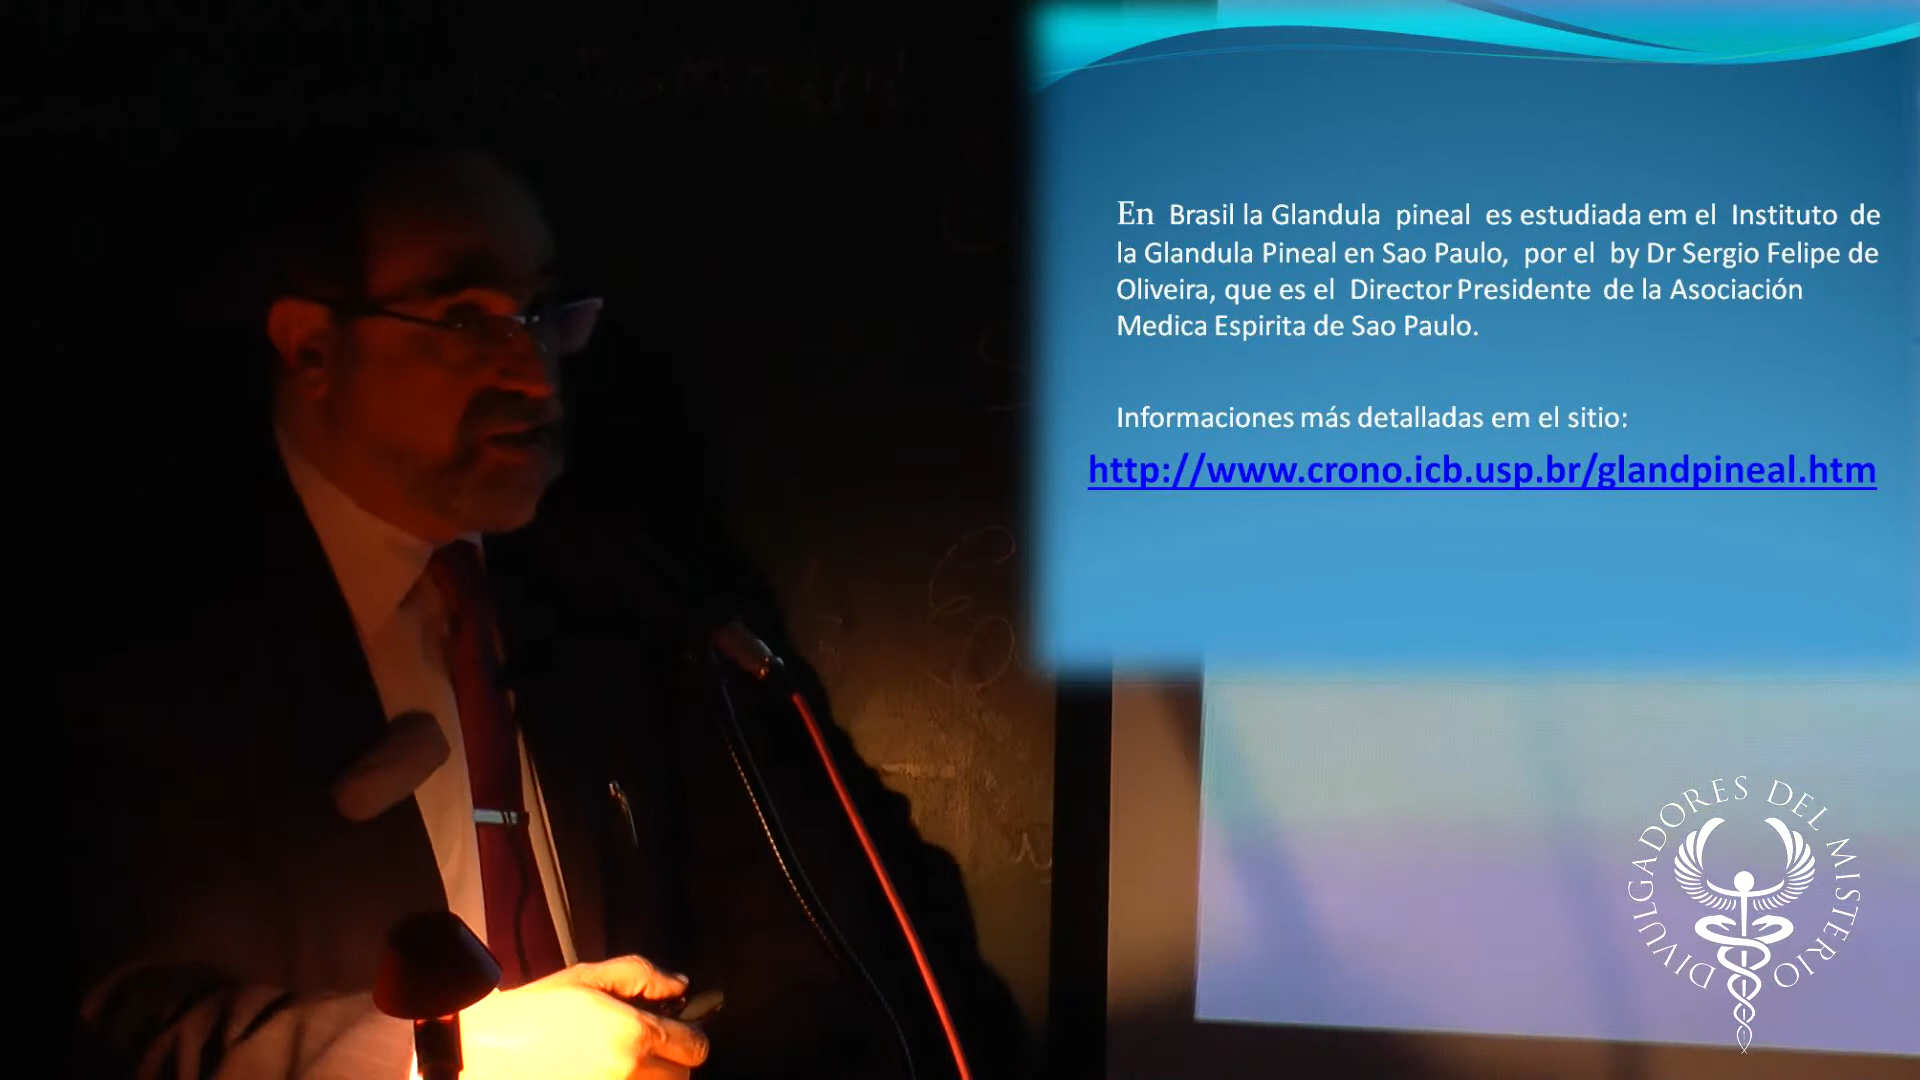 En Brasil la Glandula pineal es estudiada em el Instituto de
la Glandula Pineal en Sao Paulo, por el by Dr Sergio Felipe de
Oliveira, que es el Director Presidente de la Asociación
Medica Espirita de Sao Paulo.
Informaciones más detalladas em el sitio:
http://www.crono.icb.usp.br/glandpineal.htm
DIVULGADORES DEL MISTERIO